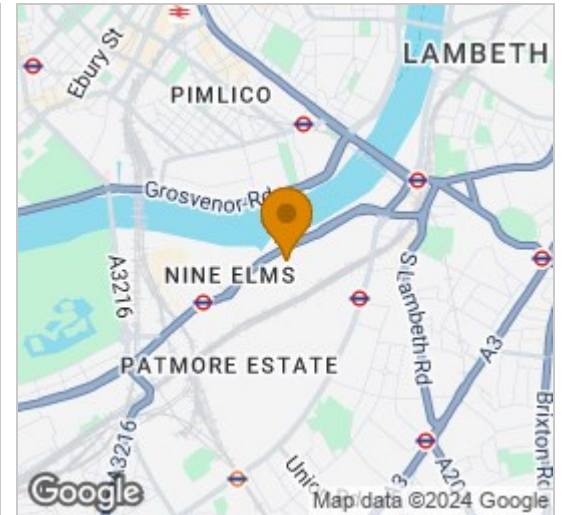 Ebury St
LAMBETH
PIMLICO
Grosvenor Rd
A3216
NINE ELMS
S Lambeth Rd
A3
PATMORE ESTATE
A3216
Brixton Rd
A3
Google
Map data ©2024 Google